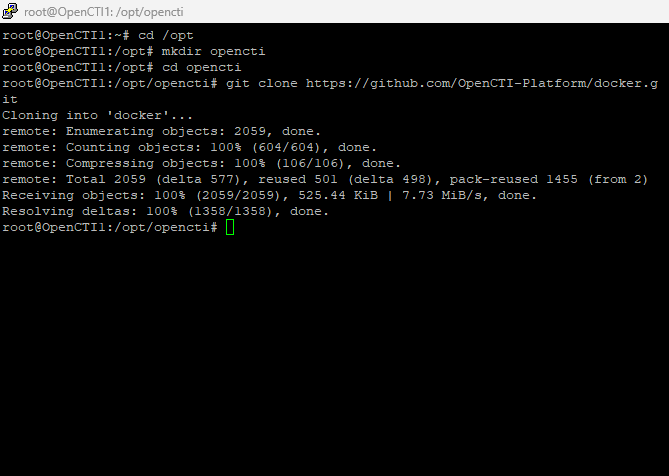 root@OpenCTI1: /opt/opencti
root@OpenCTI1:~# cd /opt
root@OpenCTI1:/opt# mkdir opencti
root@OpenCTI1:/opt# cd opencti
root@OpenCTI1:/opt/opencti# git clone https://github.com/OpenCTI-Platform/docker.g
it
Cloning into 'docker'...
remote: Enumerating objects: 2059, done.
remote: Counting objects: 100% (604/604), done.
remote: Compressing objects: 100% (106/106), done.
remote: Total 2059 (delta 577), reused 501 (delta 498), pack-reused 1455 (from 2)
Receiving objects: 100% (2059/2059), 525.44 KiB | 7.73 MiB/s, done.
Resolving deltas: 100% (1358/1358), done.
root@OpenCTI1:/opt/opencti#